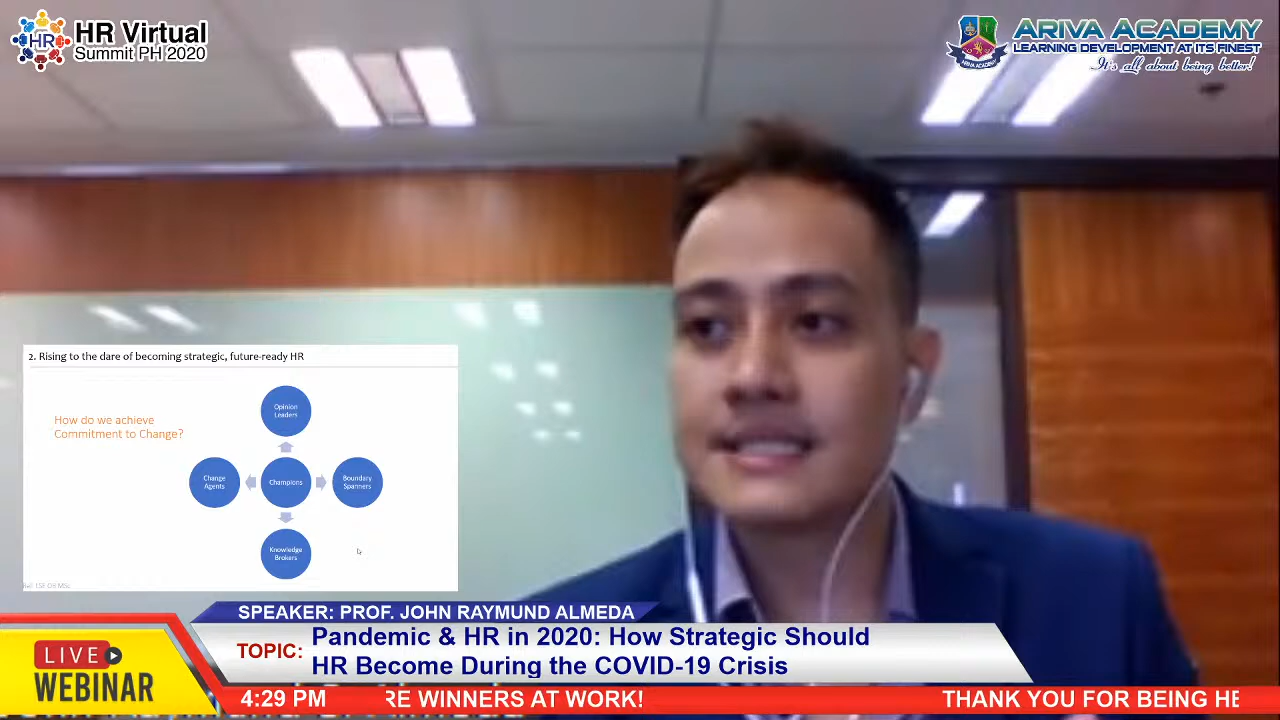 HR
HR Virtual
Summit PH 2020
ARIVA ACADEMY
LEARNING DEVELOPMENT AT ITS FINEST
It's all about being better!
ARIVA ACADEMY
2. Rising to the dare of becoming strategic, future-ready HR
How do we achieve
Commitment to Change?
Opinion
Leaders
Change
Agents
Champions
Boundary
Spanners
Knowledge
Brokers
SPEAKER: PROF. JOHN RAYMUND ALMEDA
TOPIC: Pandemic & HR in 2020: How Strategic Should
HR Become During the COVID-19 Crisis
LIVE
WEBINAR
4:29 PM RE WINNERS AT WORK! THANK YOU FOR BEING HE